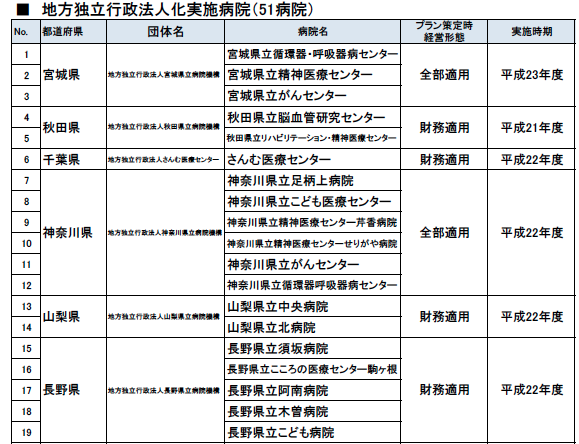 ■ 地方独立行政法人化実施病院（51病院）
No. 都道府県 団体名 病院名 プラン策定時経営形態 実施時期
1 宮城県 地方独立行政法人宮城県立病院機構 宮城県立循環器・呼吸器病センター 全部適用 平成23年度
2 宮城県立精神医療センター
3 宮城県立がんセンター
4 秋田県 地方独立行政法人秋田県立病院機構 秋田県立脳血管研究センター 財務適用 平成21年度
5 秋田県立リハビリテーション・精神医療センター
6 千葉県 地方独立行政法人さんむ医療センター さんむ医療センター 財務適用 平成22年度
7 神奈川県 地方独立行政法人神奈川県立病院機構 神奈川県立足柄上病院 全部適用 平成22年度
8 神奈川県立こども医療センター
9 神奈川県立精神医療センター芹香病院
10 神奈川県立精神医療センターせりがや病院
11 神奈川県立がんセンター
12 神奈川県立循環器呼吸器病センター
13 山梨県 地方独立行政法人山梨県立病院機構 山梨県立中央病院 財務適用 平成22年度
14 山梨県立北病院
15 長野県 地方独立行政法人長野県立病院機構 長野県立須坂病院 財務適用 平成22年度
16 長野県立こころの医療センター駒ヶ根
17 長野県立阿南病院
18 長野県立木曽病院
19 長野県立こども病院